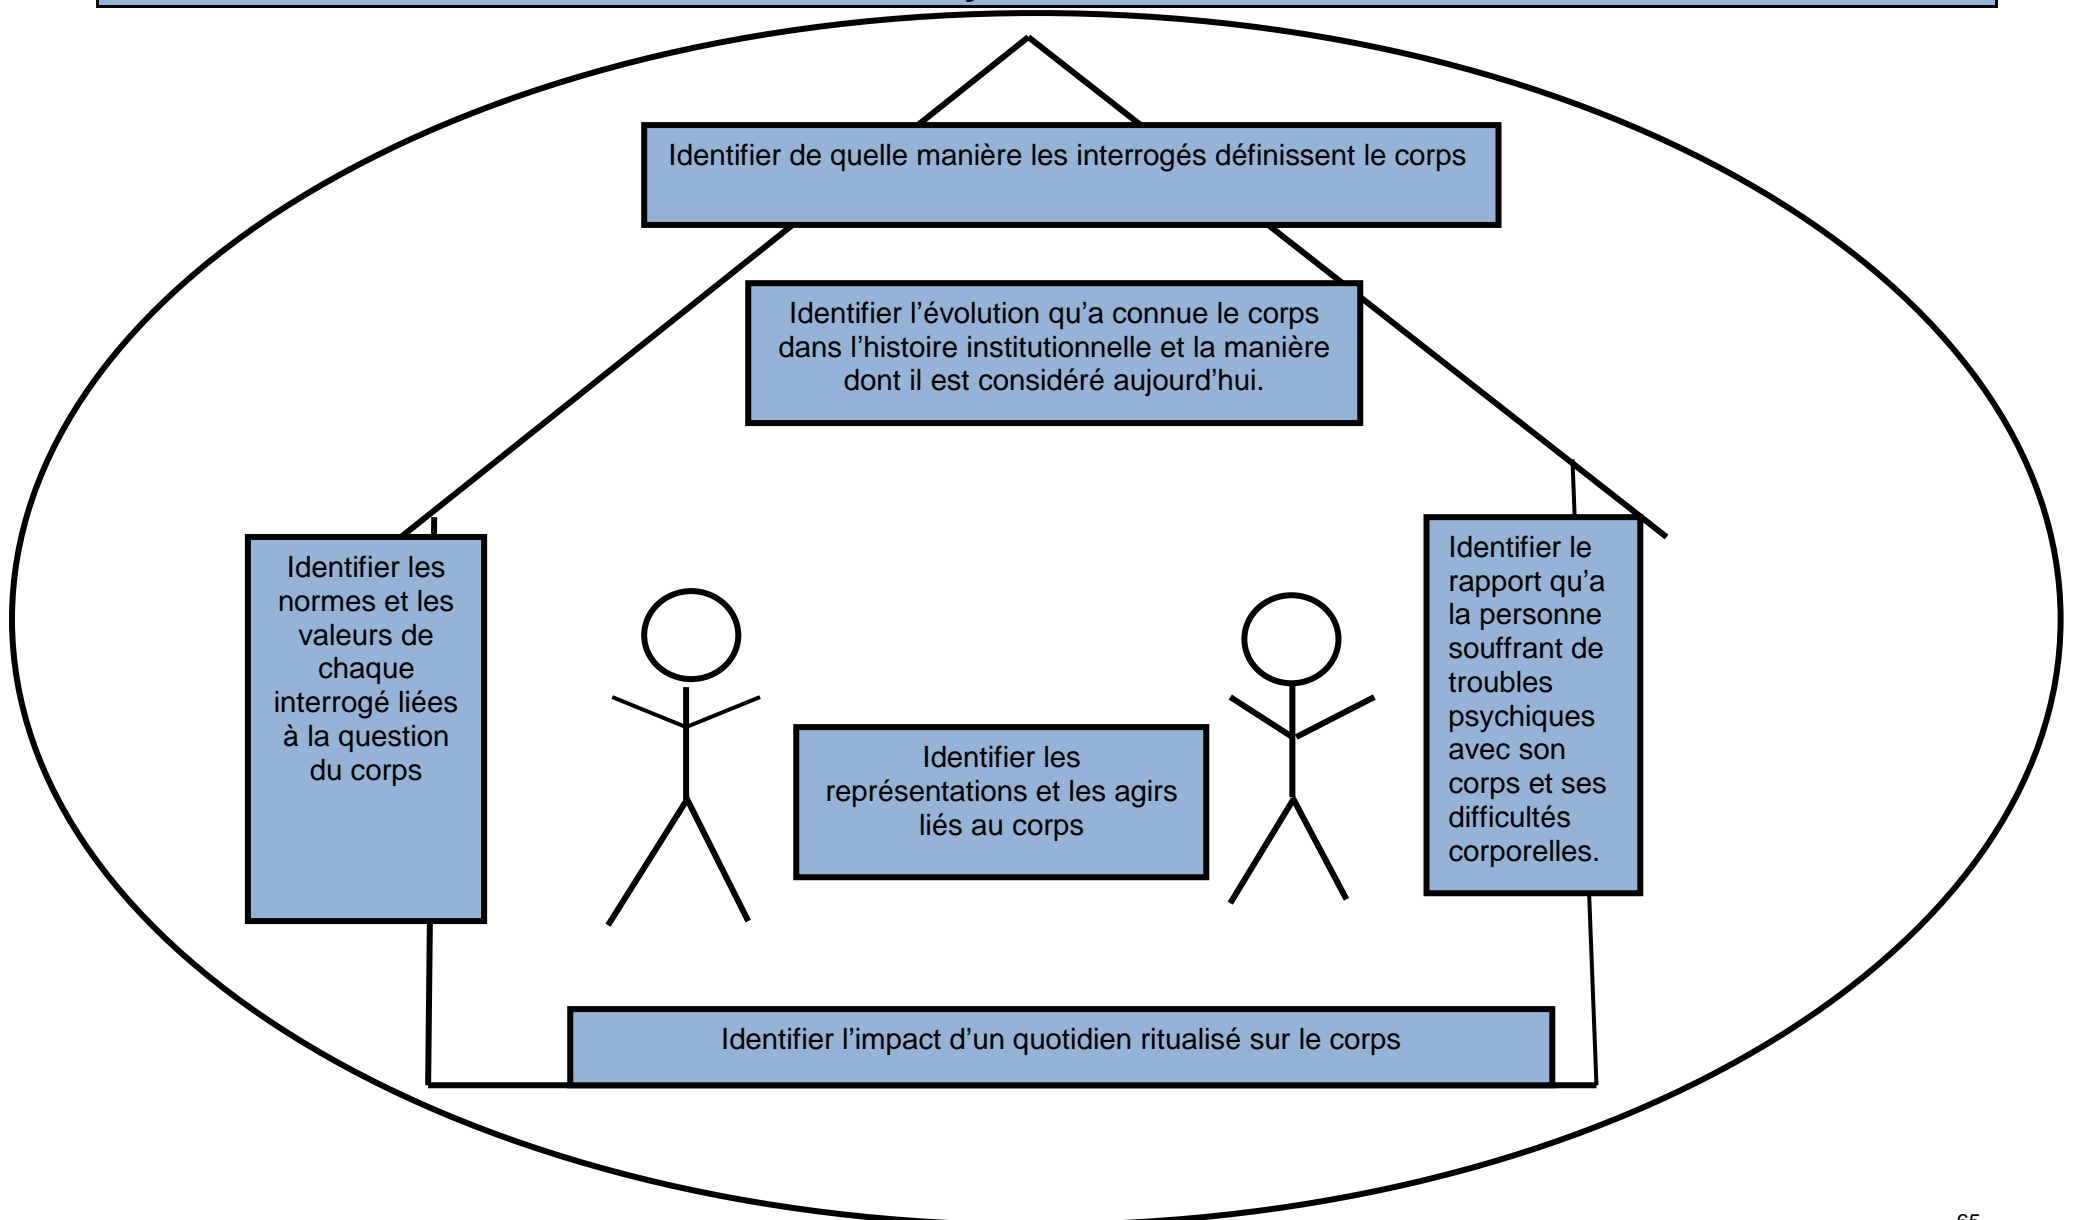 Identifier de quelle manière les interrogés définissent le corps
Identifier l’évolution qu’a connue le corps
dans l’histoire institutionnelle et la manière
dont il est considéré aujourd’hui.
Identifier les
normes et les
valeurs de
chaque
interrogé liées
à la question
du corps
Identifier les
représentations et les agirs
liés au corps
Identifier le
rapport qu’a
la personne
souffrant de
troubles
psychiques
avec son
corps et ses
difficultés
corporelles.
Identifier l’impact d’un quotidien ritualisé sur le corps
65